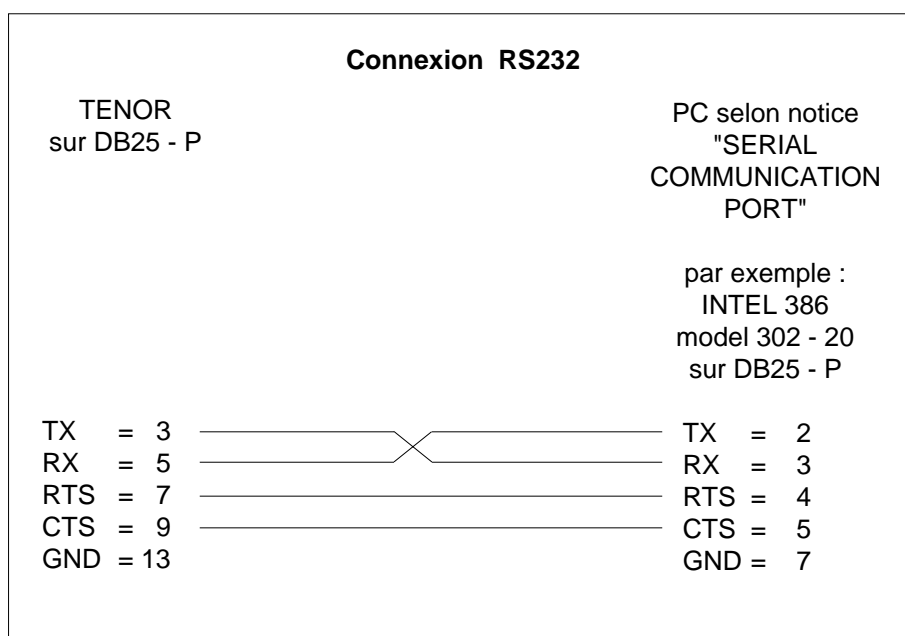 Connexion RS232
TENOR
sur DB25 - P
PC selon notice
"SERIAL
COMMUNICATION
PORT"
par exemple :
INTEL 386
model 302 - 20
sur DB25 - P
TX = 3
RX = 5
RTS = 7
CTS = 9
GND = 13
TX = 2
RX = 3
RTS = 4
CTS = 5
GND = 7